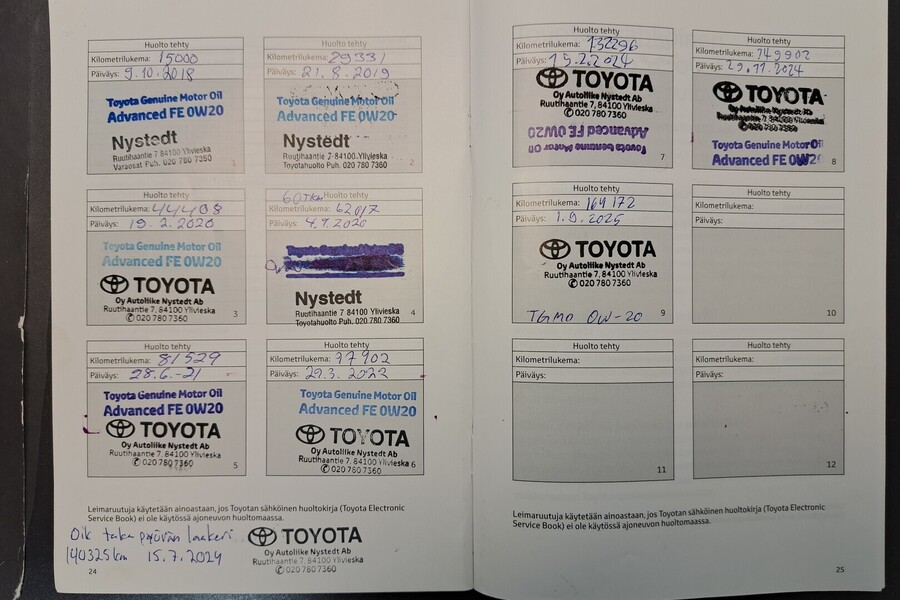 Huolto tehty
Kilometrilukema: 15000
Päiväys: 9.10.2018
Toyota Genuine Motor Oil
Advanced FE 0W20
Nystedt
Ruutihaantie 7 84100 Ylivieska
Varaosat Puh. 020 780 7350
1
Huolto tehty
Kilometrilukema: 29331
Päiväys: 21.8.2019
Toyota Genuine Motor Oil
Advanced FE 0W20
Nystedt
Ruutihaantie 7, 84100.Ylivieska
Toyotahuolto Puh. 020 780 7360
2
Huolto tehty
Kilometrilukema: 44408
Päiväys: 19.2.2020
Toyota Genuine Motor Oil
Advanced FE 0W20
TOYOTA
Oy Autoliike Nystedt Ab
Ruutihaantie 7, 84100 Ylivieska
020 780 7360
3
60Tkm Huolto tehty
Kilometrilukema: 62017
Päiväys: 4.9.2020
Nystedt
Ruutihaantie 7, 84100 Ylivieska
Toyotahuolto Puh. 020 780 7360
4
Huolto tehty
Kilometrilukema: 81529
Päiväys: 28.6.-21
Toyota Genuine Motor Oil
Advanced FE 0W20
TOYOTA
Oy Autoliike Nystedt Ab
Ruutihaantie 7, 84100 Ylivieska
020 780 7360
5
Huolto tehty
Kilometrilukema: 97902
Päiväys: 29.3.2022
Toyota Genuine Motor Oil
Advanced FE 0W20
TOYOTA
Oy Autoliike Nystedt Ab
Ruutihaantie 7, 84100 Ylivieska
020 780 7360
6
Leimaruutuja käytetään ainoastaan, jos Toyotan sähköinen huoltokirja (Toyota Electronic
Service Book) ei ole käytössä ajoneuvon huoltomaassa.
Oik taka pyörän laakeri
140325km 15.7.2024
TOYOTA
Oy Autoliike Nystedt Ab
Ruutihaantie 7, 84100 Ylivieska
020 780 7360
24
Huolto tehty
Kilometrilukema: 132296
Päiväys: 15.2.2024
TOYOTA
Oy Autoliike Nystedt Ab
Ruutihaantie 7, 84100 Ylivieska
020 780 7360
Advanced FE 0W20
Toyota Genuine Motor Oil
7
Huolto tehty
Kilometrilukema: 149902
Päiväys: 29.11.2024
TOYOTA
Oy Autoliike Nystedt Ab
Ruutihaantie 7, 84100 Ylivieska
020 780 7360
Toyota Genuine Motor Oil
Advanced FE 0W2
8
Huolto tehty
Kilometrilukema: 169172
Päiväys: 1.9.2025
TOYOTA
Oy Autoliike Nystedt Ab
Ruutihaantie 7, 84100 Ylivieska
020 780 7360
TGMO 0W-20
9
Huolto tehty
Kilometrilukema:
Päiväys:
10
Huolto tehty
Kilometrilukema:
Päiväys:
11
Huolto tehty
Kilometrilukema:
Päiväys:
12
Leimaruutuja käytetään ainoastaan, jos Toyotan sähköinen huoltokirja (Toyota Electronic
Service Book) ei ole käytössä ajoneuvon huoltomaassa.
25